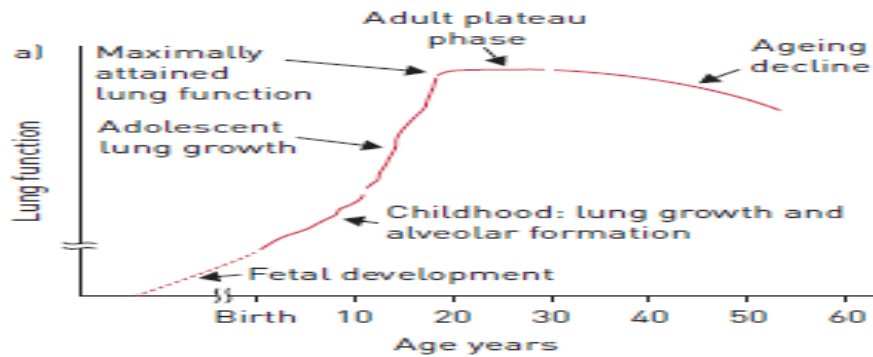 a)
Maximally
attained
lung function
Adult plateau
phase
Ageing
decline
Adolescent
lung growth
Childhood: lung growth and
alveolar formation
Fetal development
Lung function
Birth 10 20 30 40 50 60
Age years